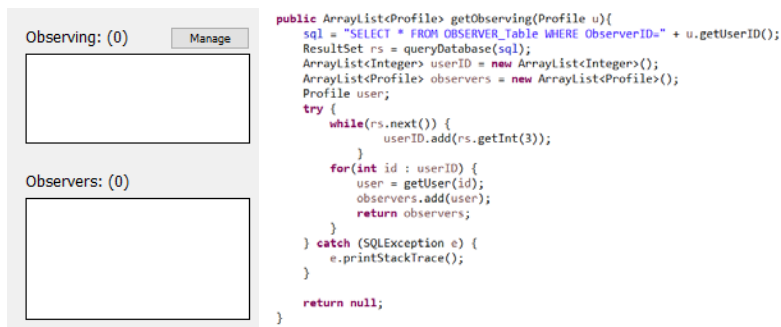 Observing: (0)
Manage
Observers: (0)
public ArrayList<Profile> getObserving(Profile u){
    sql = "SELECT * FROM OBSERVER_Table WHERE ObserverID=" + u.getUserID();
    ResultSet rs = queryDatabase(sql);
    ArrayList<Integer> userID = new ArrayList<Integer>();
    ArrayList<Profile> observers = new ArrayList<Profile>();
    Profile user;
    try {
        while(rs.next()) {
                userID.add(rs.getInt(3));
            }
        for(int id : userID) {
            user = getUser(id);
            observers.add(user);
            return observers;
        }
    } catch (SQLException e) {
        e.printStackTrace();
    }

    return null;
}